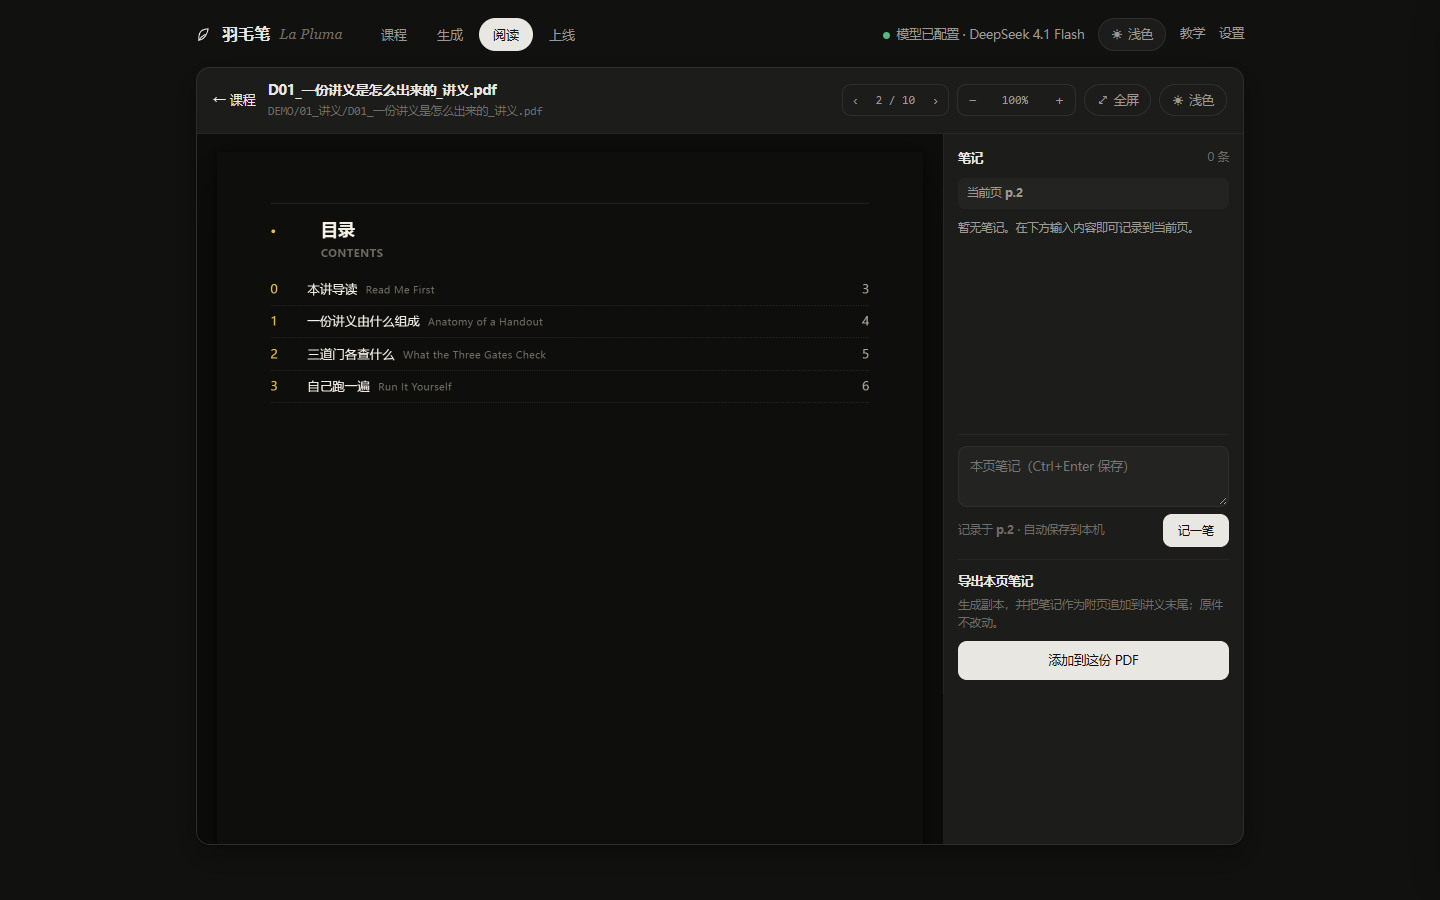 羽毛笔 La Pluma 课程 生成 阅读 上线 模型已配置 · DeepSeek 4.1 Flash ☀ 浅色 教学 设置
← 课程 D01_一份讲义是怎么出来的_讲义.pdf
DEMO/01_讲义/D01_一份讲义是怎么出来的_讲义.pdf
‹ 2 / 10 › − 100% + ⤢ 全屏 ☀ 浅色
目录
CONTENTS
0 本讲导读 Read Me First 3
1 一份讲义由什么组成 Anatomy of a Handout 4
2 三道门各查什么 What the Three Gates Check 5
3 自己跑一遍 Run It Yourself 6
笔记 0 条
当前页 p.2
暂无笔记。在下方输入内容即可记录到当前页。
本页笔记（Ctrl+Enter 保存）
记录于 p.2 · 自动保存到本机 记一笔
导出本页笔记
生成副本，并把笔记作为附页追加到讲义末尾；原件
不改动。
添加到这份 PDF